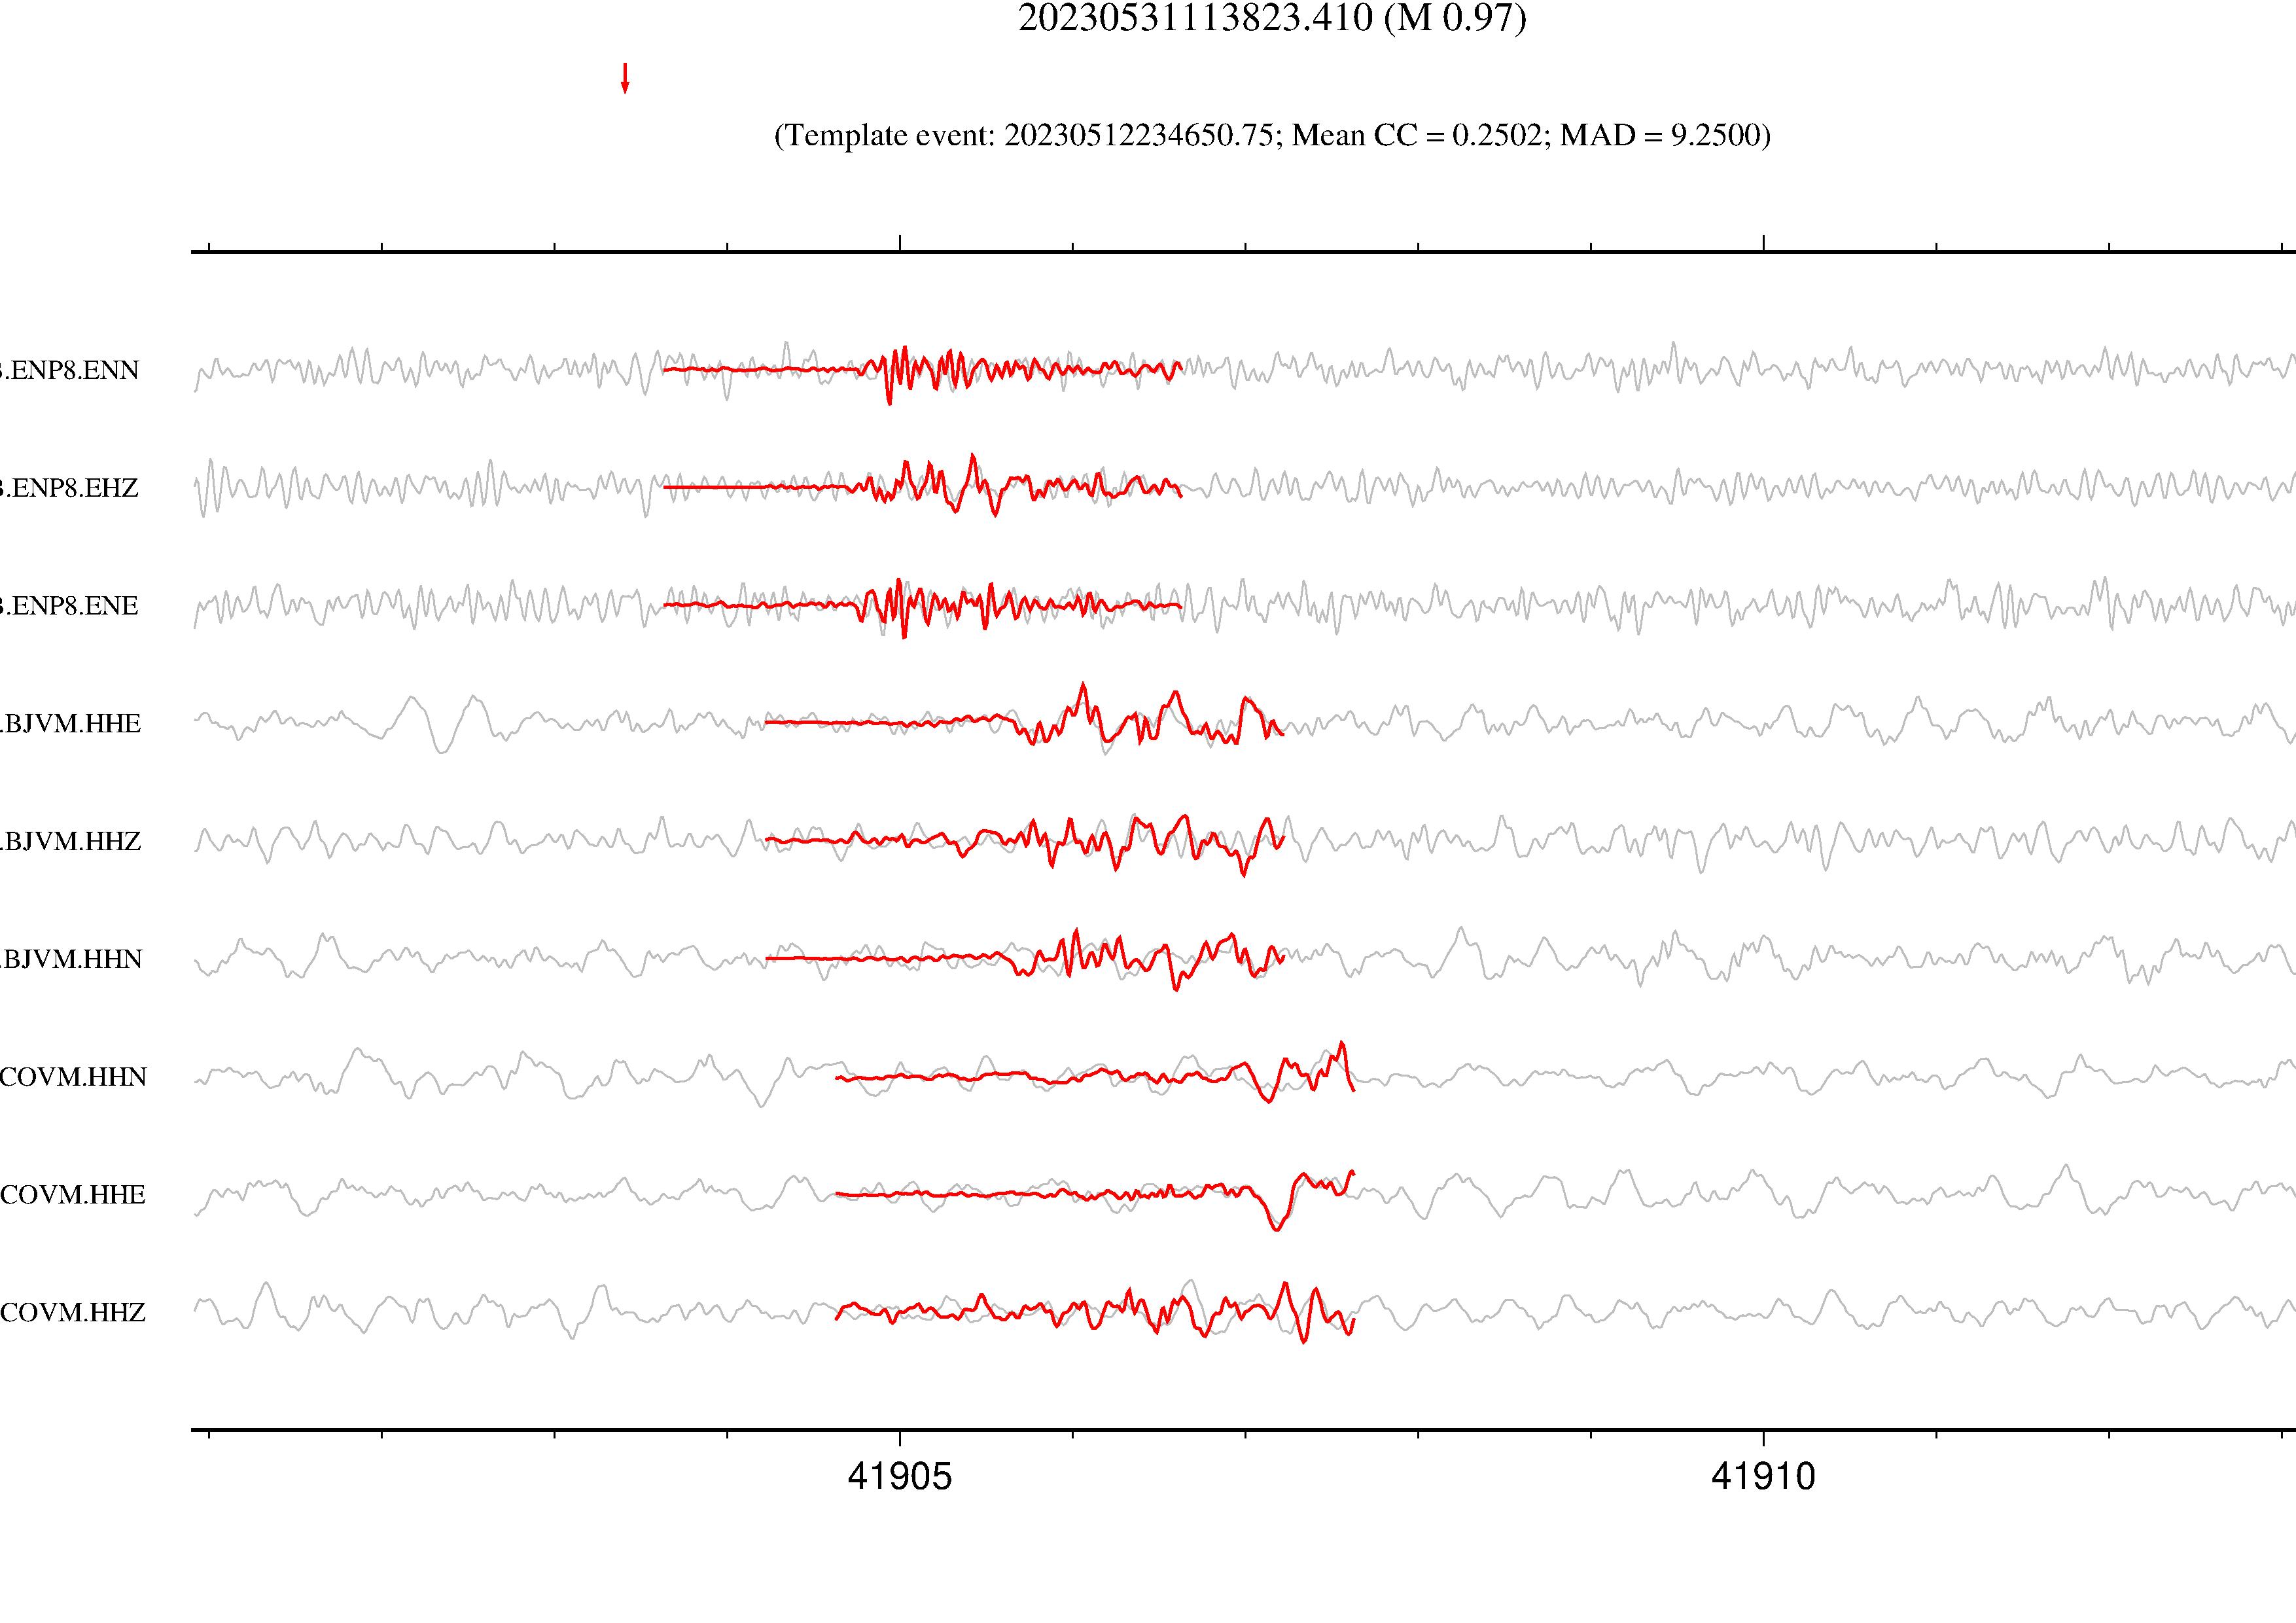 20230531113823.410 (M 0.97)
(Template event: 20230512234650.75; Mean CC = 0.2502; MAD = 9.2500)
.ENP8.ENN
.ENP8.EHZ
.ENP8.ENE
.BJVM.HHE
.BJVM.HHZ
.BJVM.HHN
COVM.HHN
COVM.HHE
COVM.HHZ
41905 41910